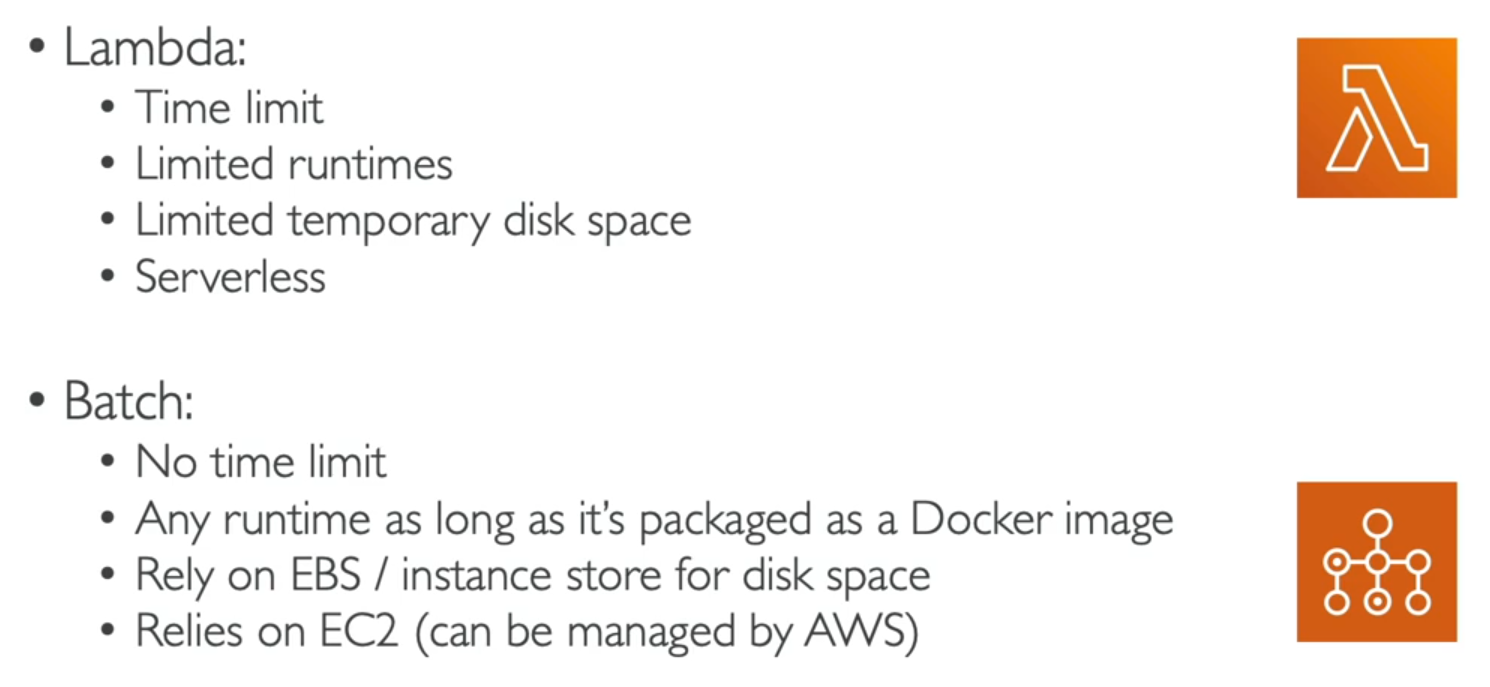 • Lambda:
• Time limit
• Limited runtimes
• Limited temporary disk space
• Serverless
• Batch:
• No time limit
• Any runtime as long as it’s packaged as a Docker image
• Rely on EBS / instance store for disk space
• Relies on EC2 (can be managed by AWS)